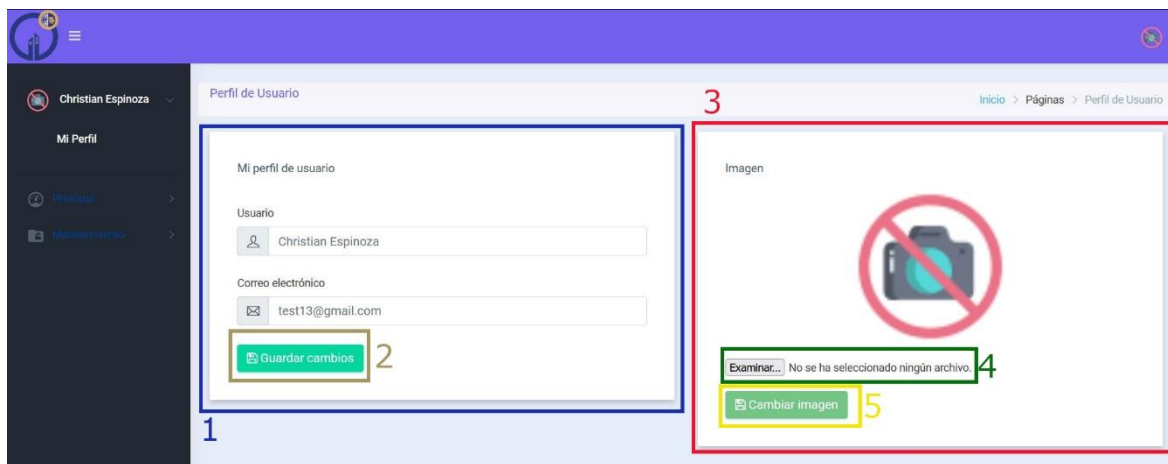 Christian Espinoza
Mi Perfil
Principal
Mantenimiento
Perfil de Usuario
Inicio > Páginas > Perfil de Usuario
1
Mi perfil de usuario
Usuario
Christian Espinoza
Correo electrónico
test13@gmail.com
Guardar cambios
2
3
Imagen
Examinar... No se ha seleccionado ningún archivo.
4
Cambiar imagen
5